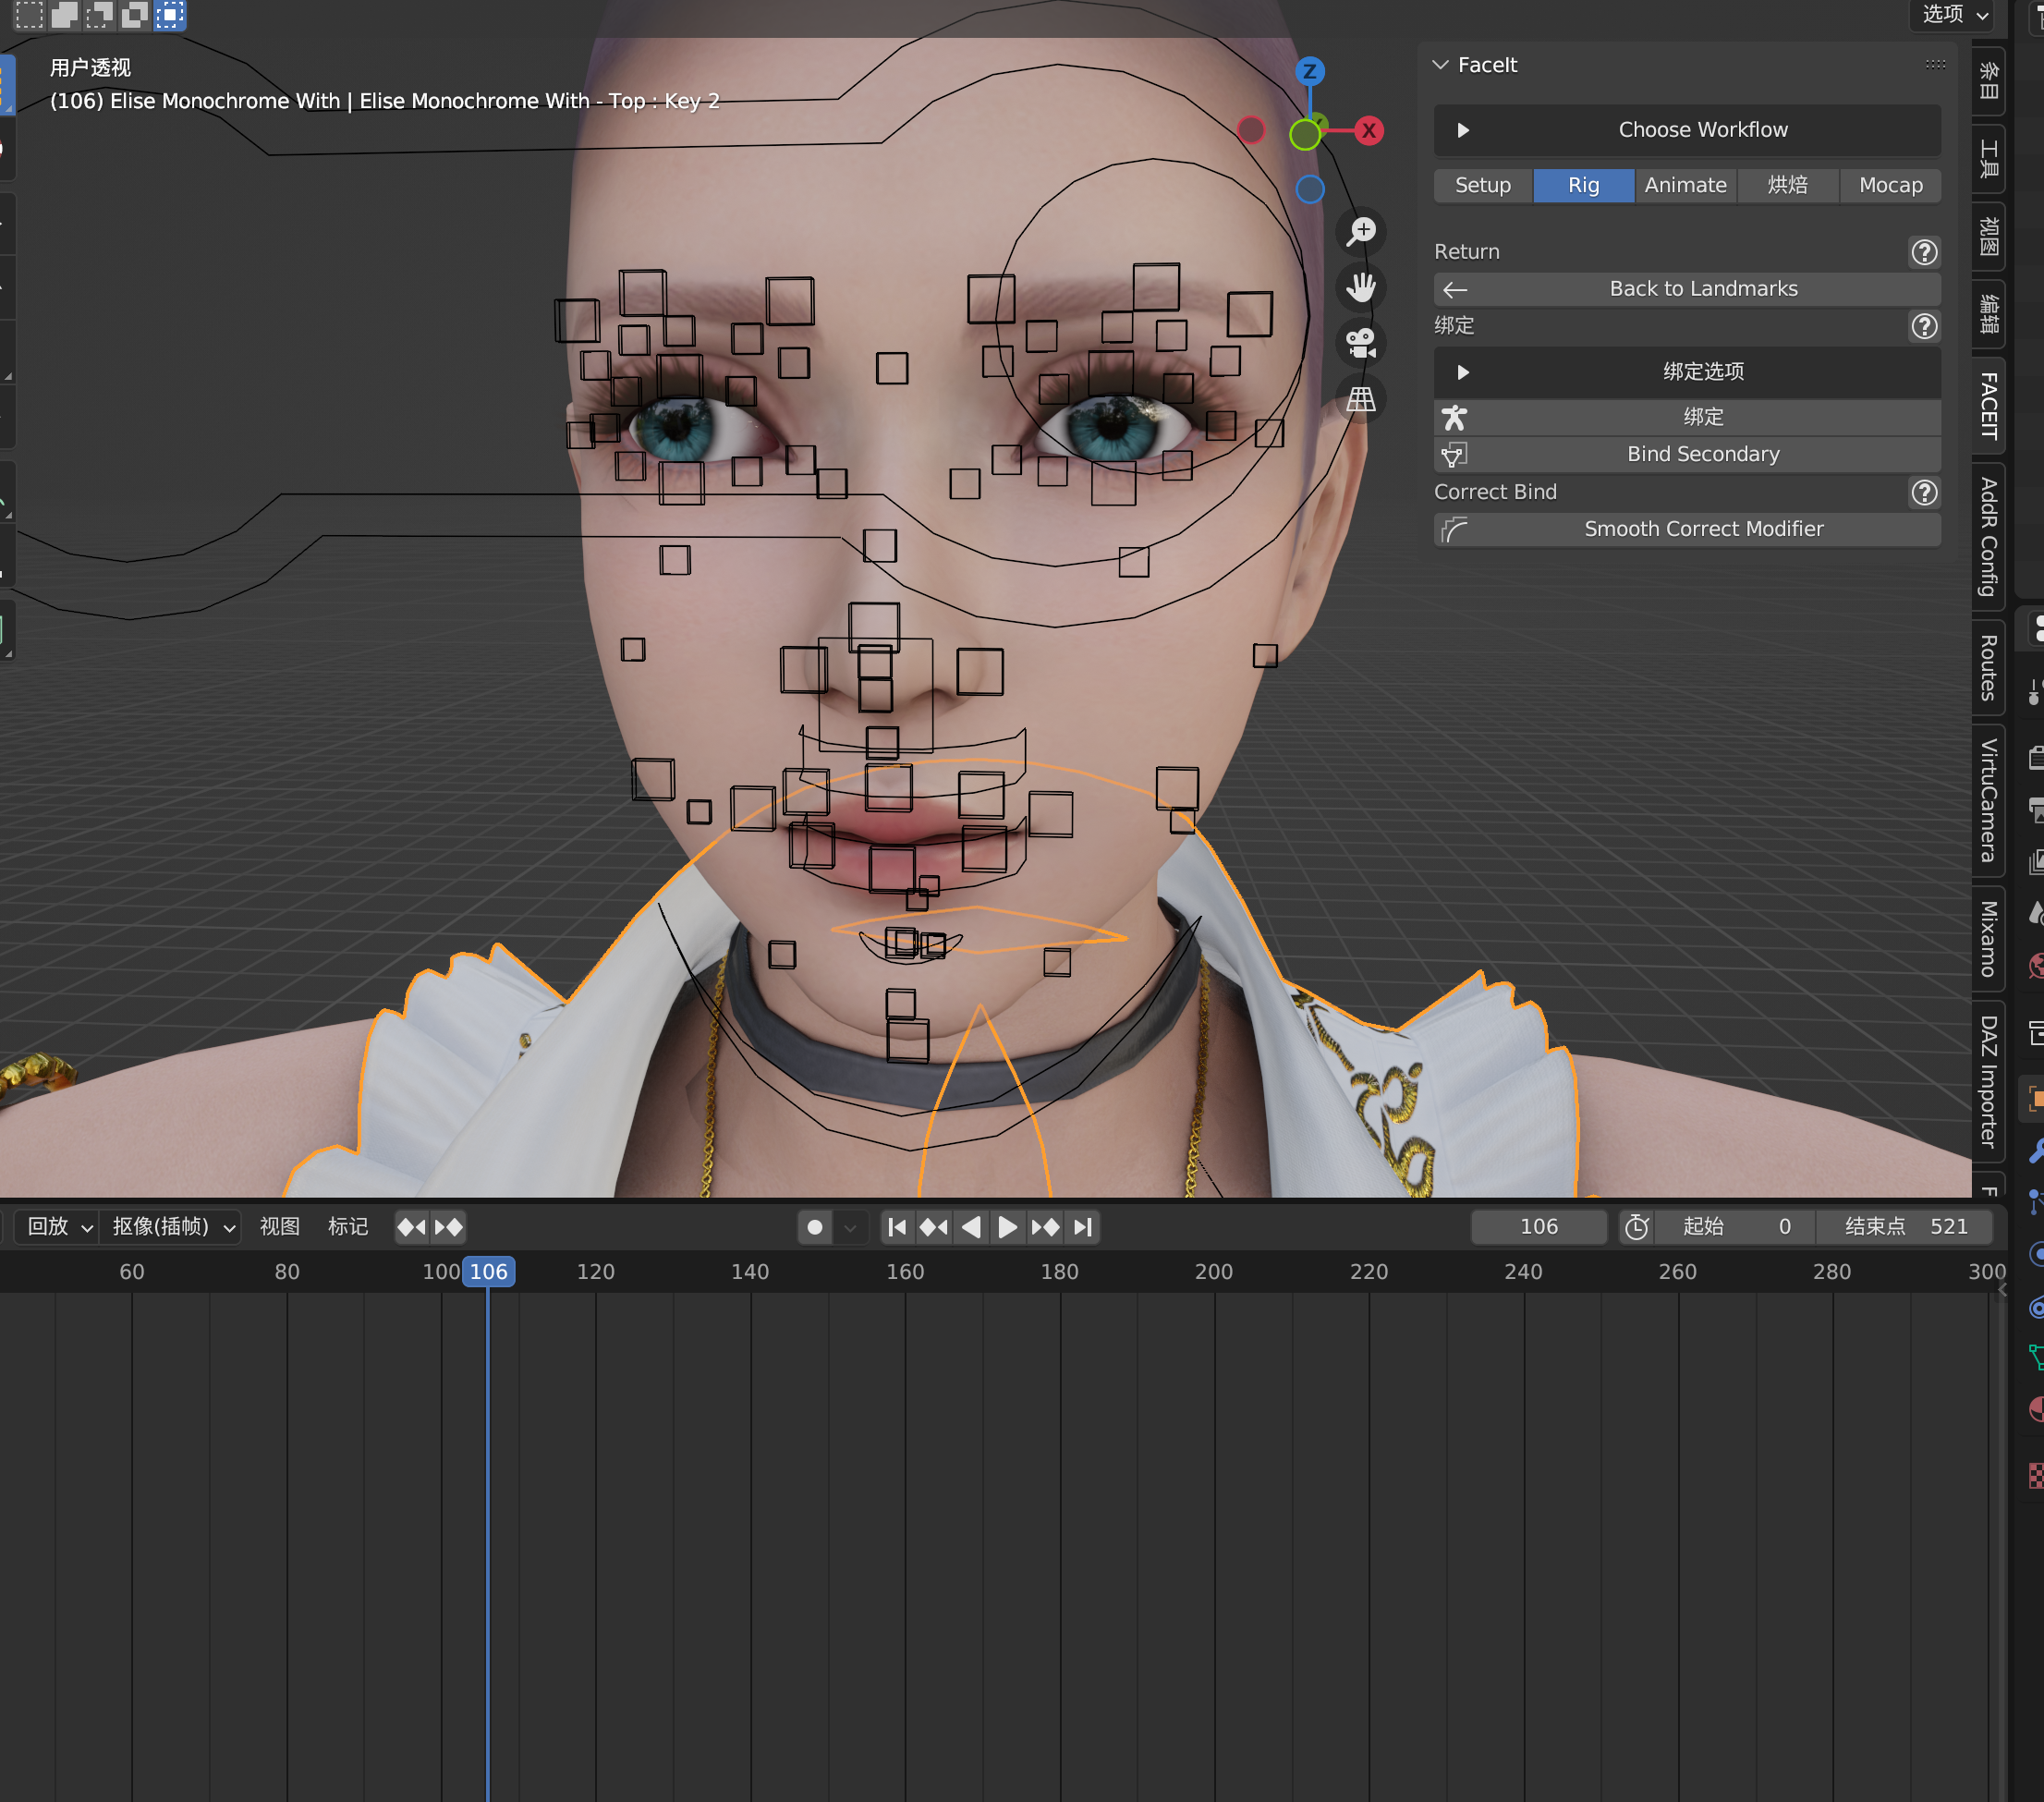 选项
用户透视
(106) Elise Monochrome With | Elise Monochrome With - Top : Key 2
Z
X
FaceIt
Choose Workflow
Setup Rig Animate 烘焙 Mocap
Return
Back to Landmarks
绑定
绑定选项
绑定
Bind Secondary
Correct Bind
Smooth Correct Modifier
条目
工具
视图
编辑
FACEIT
AddR Config
Routes
VirtuCamera
Mixamo
DAZ Importer
回放 抠像(插帧) 视图 标记 106 起始 0 结束点 521
60 80 100 106 120 140 160 180 200 220 240 260 280 300